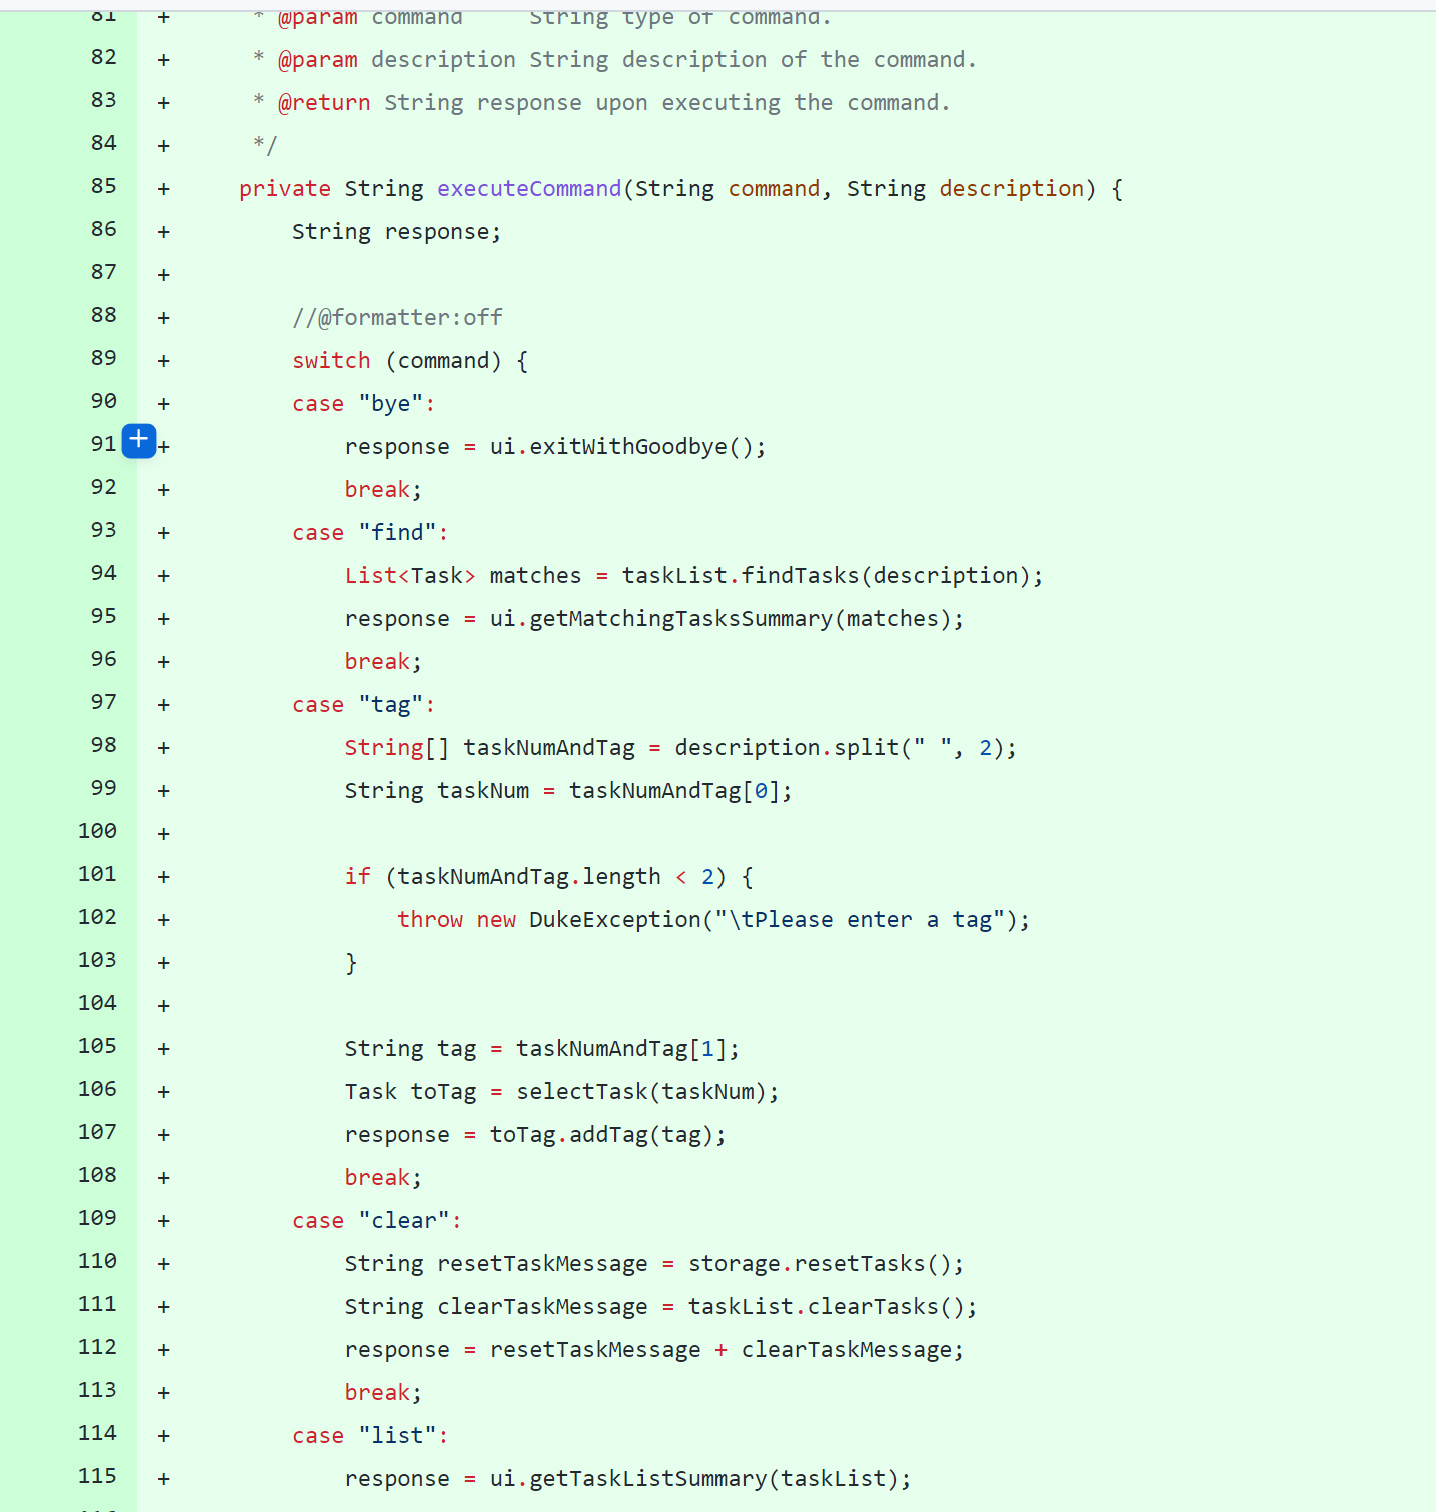 81 + * @param command     String type of command.
82 + * @param description String description of the command.
83 + * @return String response upon executing the command.
84 + */
85 + private String executeCommand(String command, String description) {
86 + String response;
87 +
88 + //@formatter:off
89 + switch (command) {
90 + case "bye":
91 + response = ui.exitWithGoodbye();
92 + break;
93 + case "find":
94 + List<Task> matches = taskList.findTasks(description);
95 + response = ui.getMatchingTasksSummary(matches);
96 + break;
97 + case "tag":
98 + String[] taskNumAndTag = description.split(" ", 2);
99 + String taskNum = taskNumAndTag[0];
100 +
101 + if (taskNumAndTag.length < 2) {
102 + throw new DukeException("\tPlease enter a tag");
103 + }
104 +
105 + String tag = taskNumAndTag[1];
106 + Task toTag = selectTask(taskNum);
107 + response = toTag.addTag(tag);
108 + break;
109 + case "clear":
110 + String resetTaskMessage = storage.resetTasks();
111 + String clearTaskMessage = taskList.clearTasks();
112 + response = resetTaskMessage + clearTaskMessage;
113 + break;
114 + case "list":
115 + response = ui.getTaskListSummary(taskList);